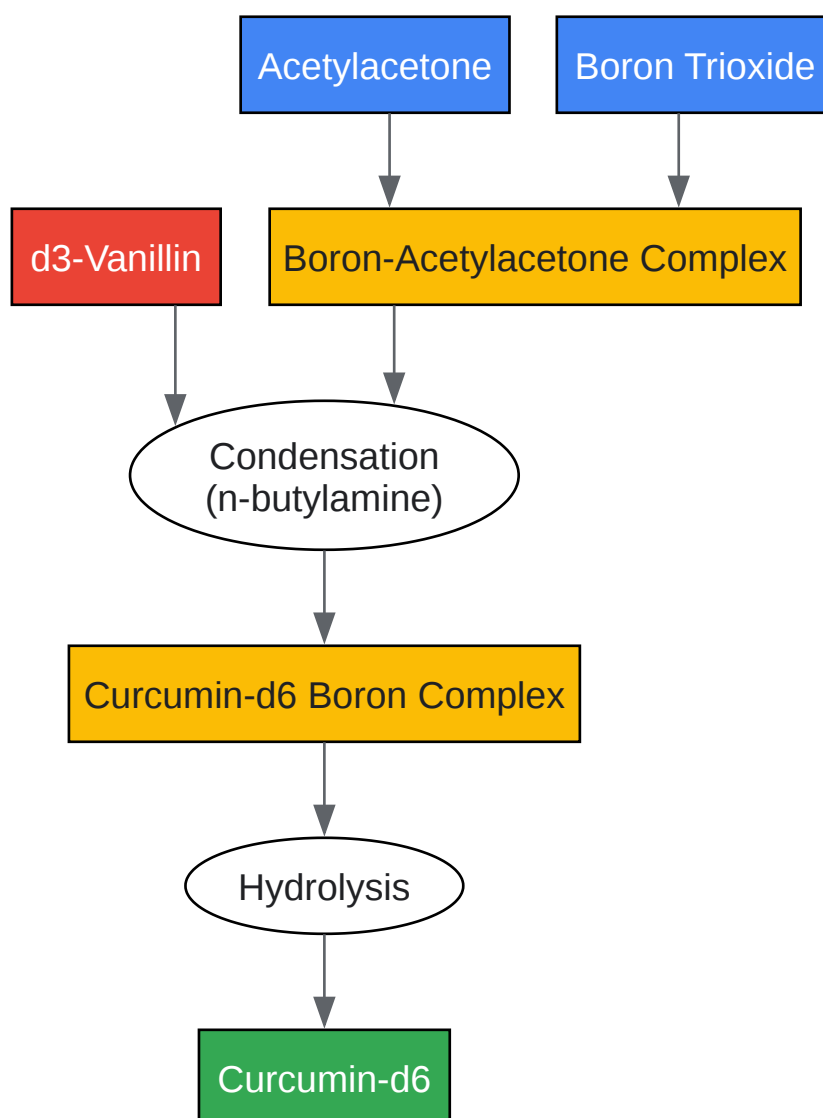 Acetylacetone
Boron Trioxide
d3-Vanillin
Boron-Acetylacetone Complex
Condensation
(n-butylamine)
Curcumin-d6 Boron Complex
Hydrolysis
Curcumin-d6